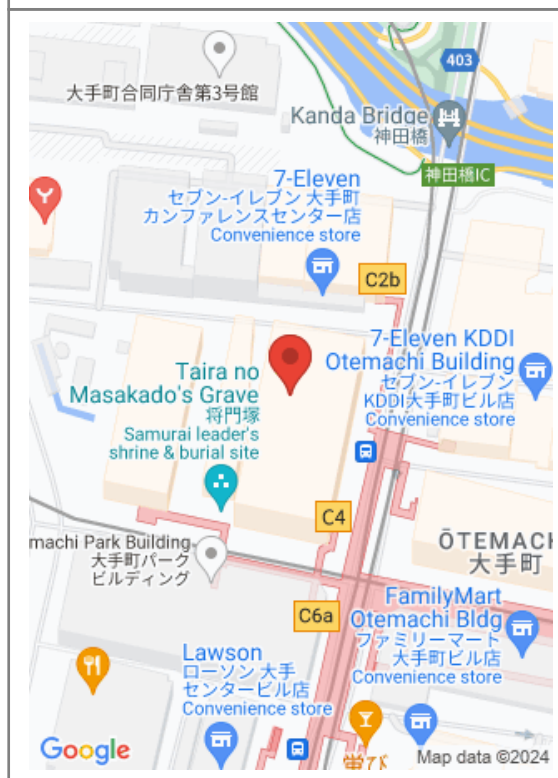 403
大手町合同庁舎第3号館
Kanda Bridge
神田橋
神田橋IC
7-Eleven
セブン-イレブン 大手町
カンファレンスセンター店
Convenience store
C2b
7-Eleven KDDI
Otemachi Building
セブン-イレブン
KDDI大手町ビル店
Convenience store
Taira no
Masakado's Grave
将門塚
Samurai leader's
shrine & burial site
C4
machi Park Building
大手町パーク
ビルディング
ŌTEMACH
大手町
C6a
FamilyMart
Otemachi Bldg
ファミリーマート
大手町ビル店
Convenience store
Lawson
ローソン 大手
センタービル店
Convenience store
Google
Map data ©2024